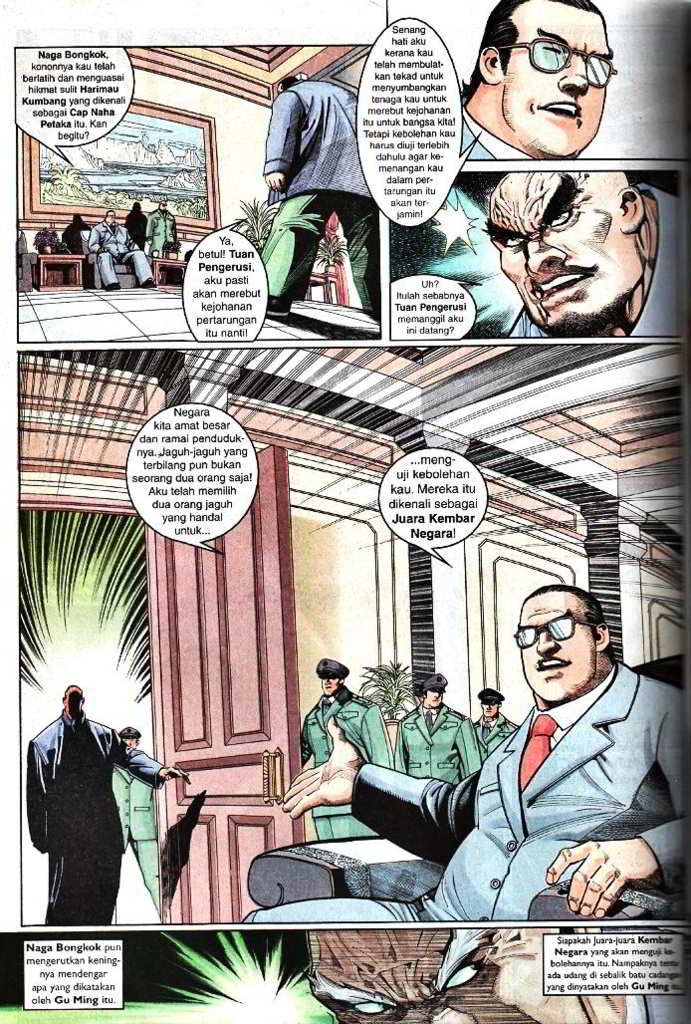 Naga Bongkok,
kononnya kau telah
berlatih dan menguasai
hikmat sulit Harimau
Kumbang yang dikenali
sebagai Cap Naha
Petaka itu. Kan
begitu?
Ya,
betul! Tuan
Pengerusi,
aku pasti
akan merebut
kejohanan
pertarungan
itu nanti!
Senang
hati aku
kerana kau
telah membulat-
kan tekad untuk
menyumbangkan
tenaga kau untuk
merebut kejohanan
itu untuk bangsa kita!
Tetapi kebolehan kau
harus diuji terlebih
dahulu agar ke-
menangan kau
dalam per-
tarungan itu
akan ter-
jamin!
Uh?
Itulah sebabnya
Tuan Pengerusi
memanggil aku
ini datang?
Negara
kita amat besar
dan ramai penduduk-
nya. Jaguh-jaguh yang
terbilang pun bukan
seorang dua orang saja!
Aku telah memilih
dua orang jaguh
yang handal
untuk...
...meng-
uji kebolehan
kau. Mereka itu
dikenali sebagai
Juara Kembar
Negara!
Naga Bongkok pun
mengerutkan kening-
nya mendengar
apa yang dikatakan
oleh Gu Ming itu.
Siapakah Juara-juara Kembar
Negara yang akan menguji ke-
bolehannya itu. Nampaknya
ada udang di sebalik batu
yang dinyatakan oleh Gu Ming.